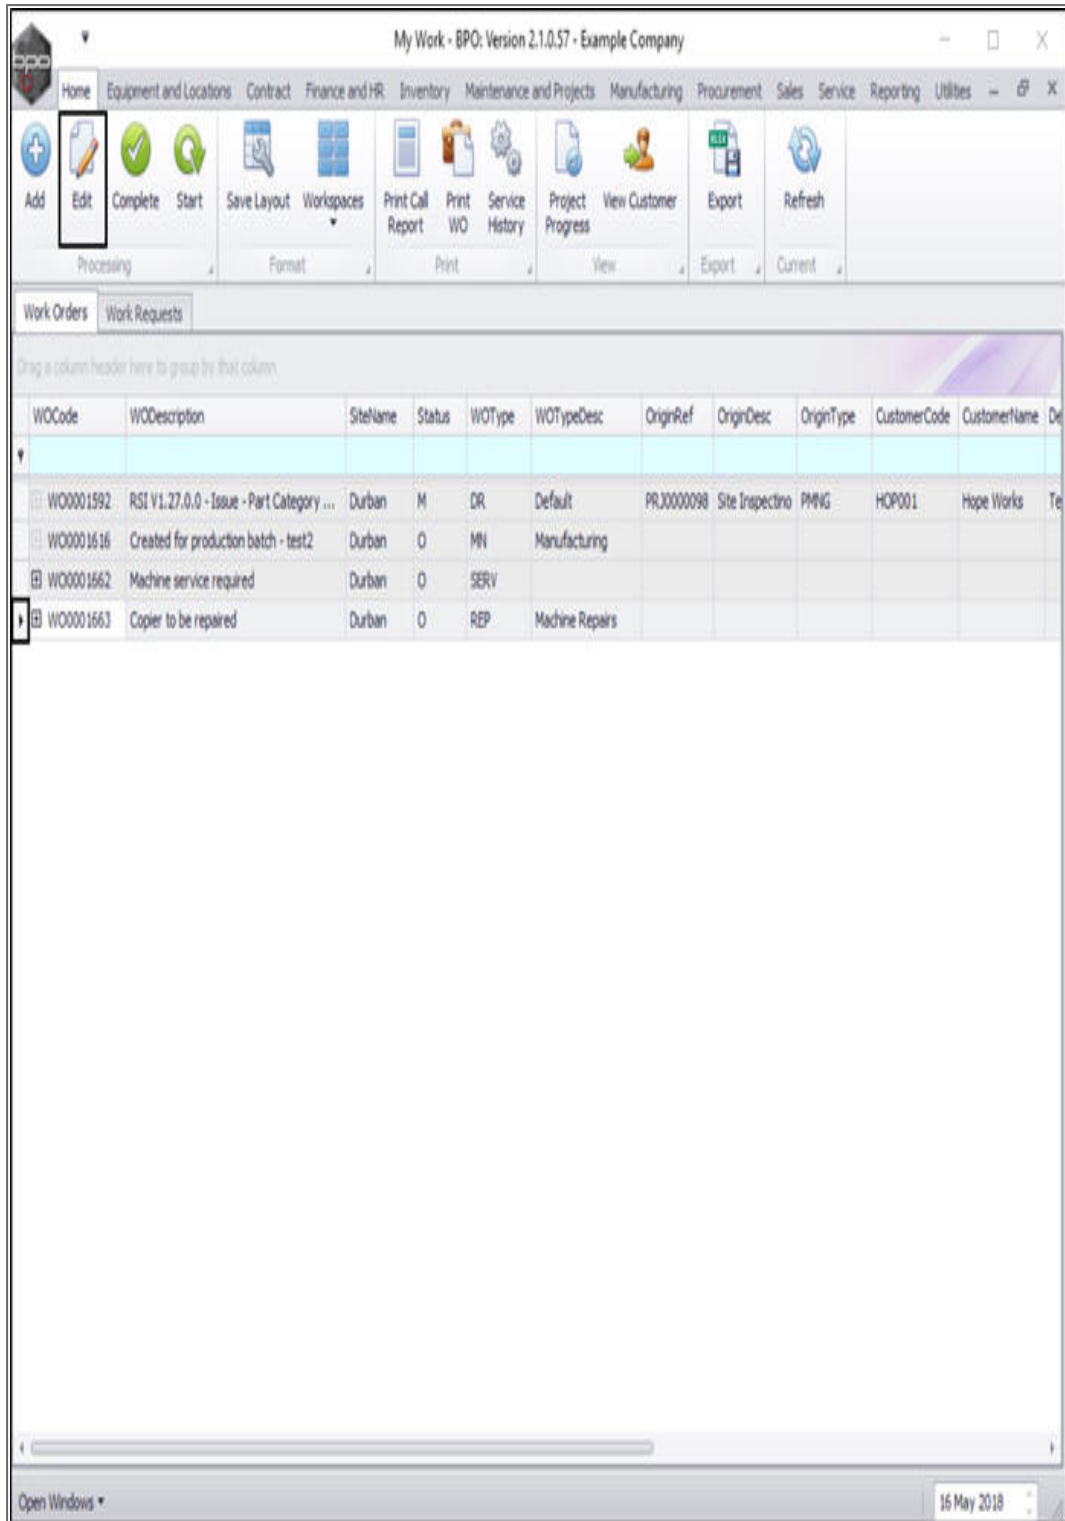 My Work - BPO: Version 2.1.0.57 - Example Company
bpo
Home Equipment and Locations Contract Finance and HR Inventory Maintenance and Projects Manufacturing Procurement Sales Service Reporting Utilities
Add Edit Complete Start Save Layout Workspaces Print Call Report Print WO Service History Project Progress View Customer Export Refresh
Processing Format Print View Export Current
Work Orders Work Requests
Drag a column header here to group by that column
WOCode WODescription SiteName Status WOType WOTypeDesc OriginRef OriginDesc OriginType CustomerCode CustomerName De
WO0001592 RSI V1.27.0.0 - Issue - Part Category ... Durban M DR Default PRJ0000098 Site Inspectino PMNG HOP001 Hope Works Te
WO0001616 Created for production batch - test2 Durban O MN Manufacturing
WO0001662 Machine service required Durban O SERV
WO0001663 Copier to be repaired Durban O REP Machine Repairs
Open Windows 16 May 2018